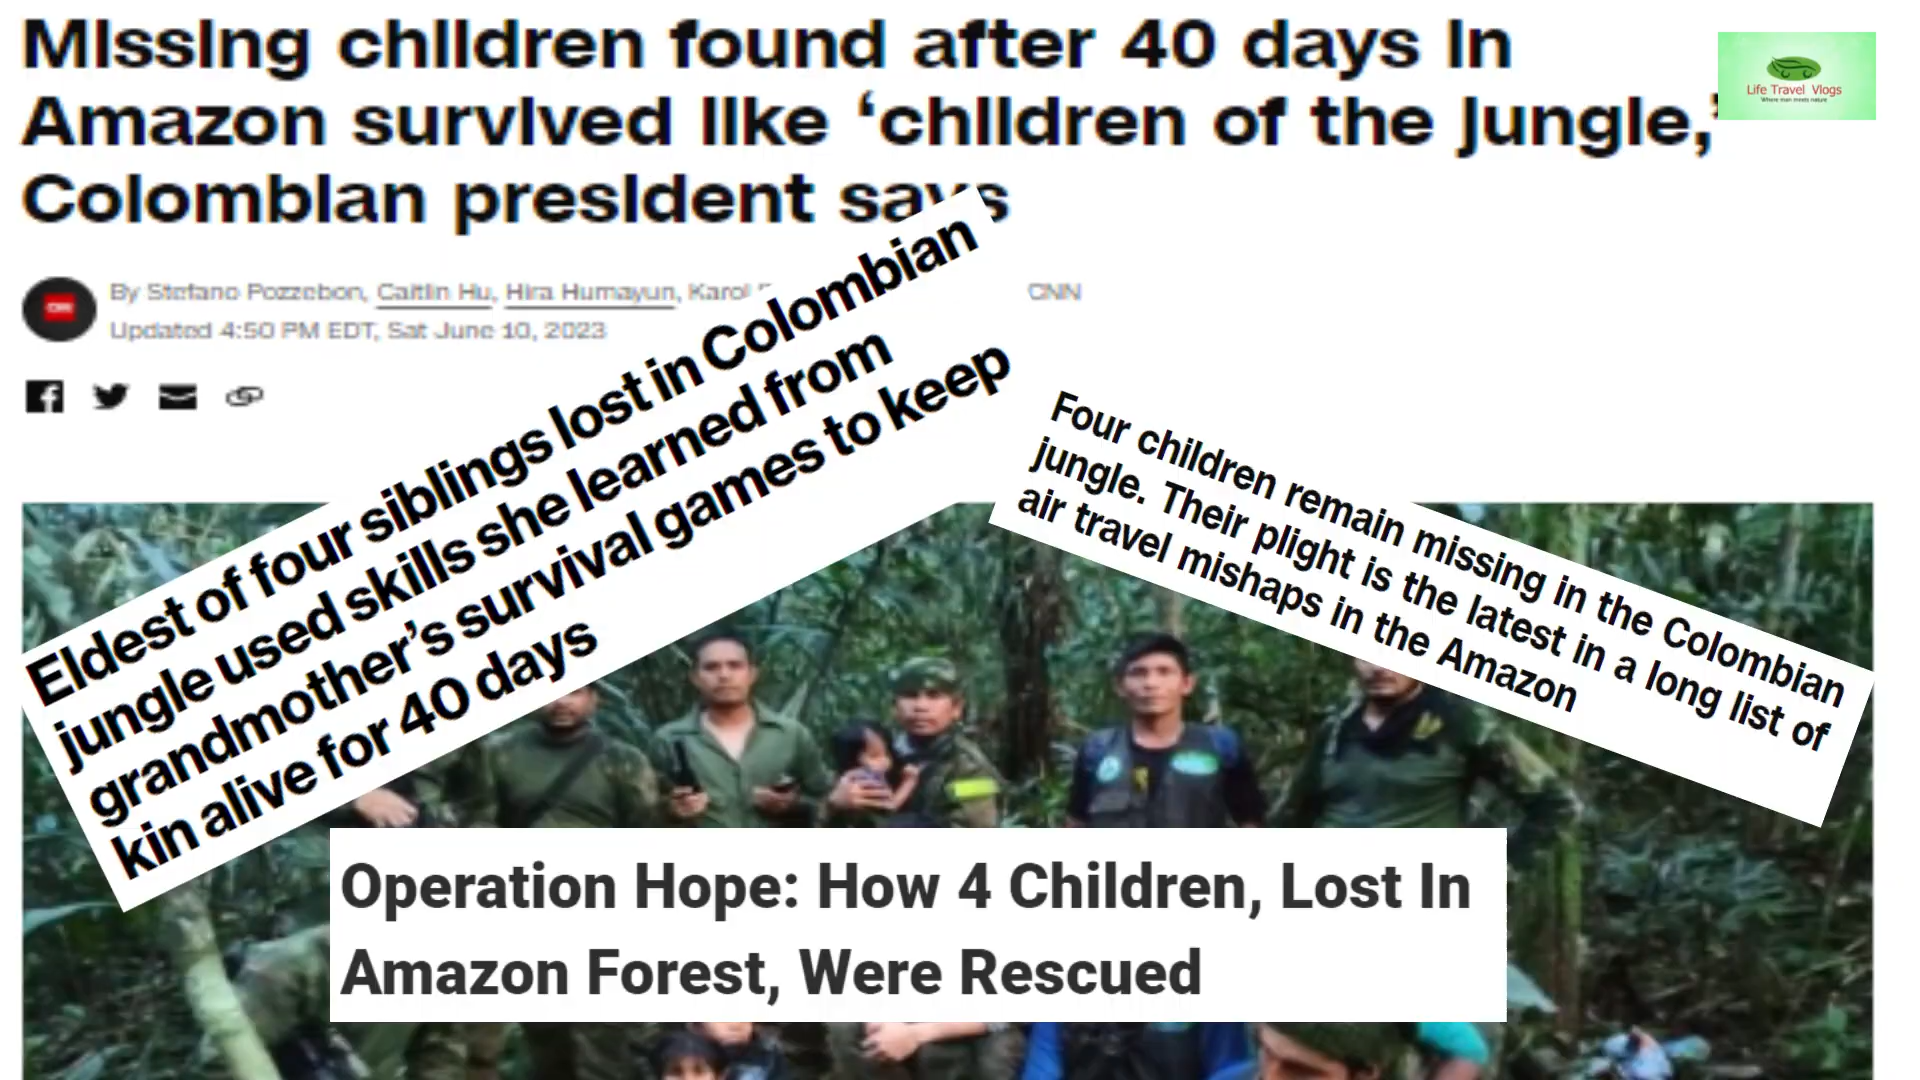 Missing children found after 40 days in
Amazon survived like ‘children of the jungle,’
Colombian president says
Life Travel Vlogs
Where man meets nature
By Stefano Pozzebon, Caitlin Hu, Hira Humayun, Karol
CNN
Updated 4:50 PM EDT, Sat June 10, 2023
Eldest of four siblings lost in Colombian
jungle used skills she learned from
grandmother’s survival games to keep
kin alive for 40 days
Four children remain missing in the Colombian
jungle. Their plight is the latest in a long list of
air travel mishaps in the Amazon
Operation Hope: How 4 Children, Lost In
Amazon Forest, Were Rescued